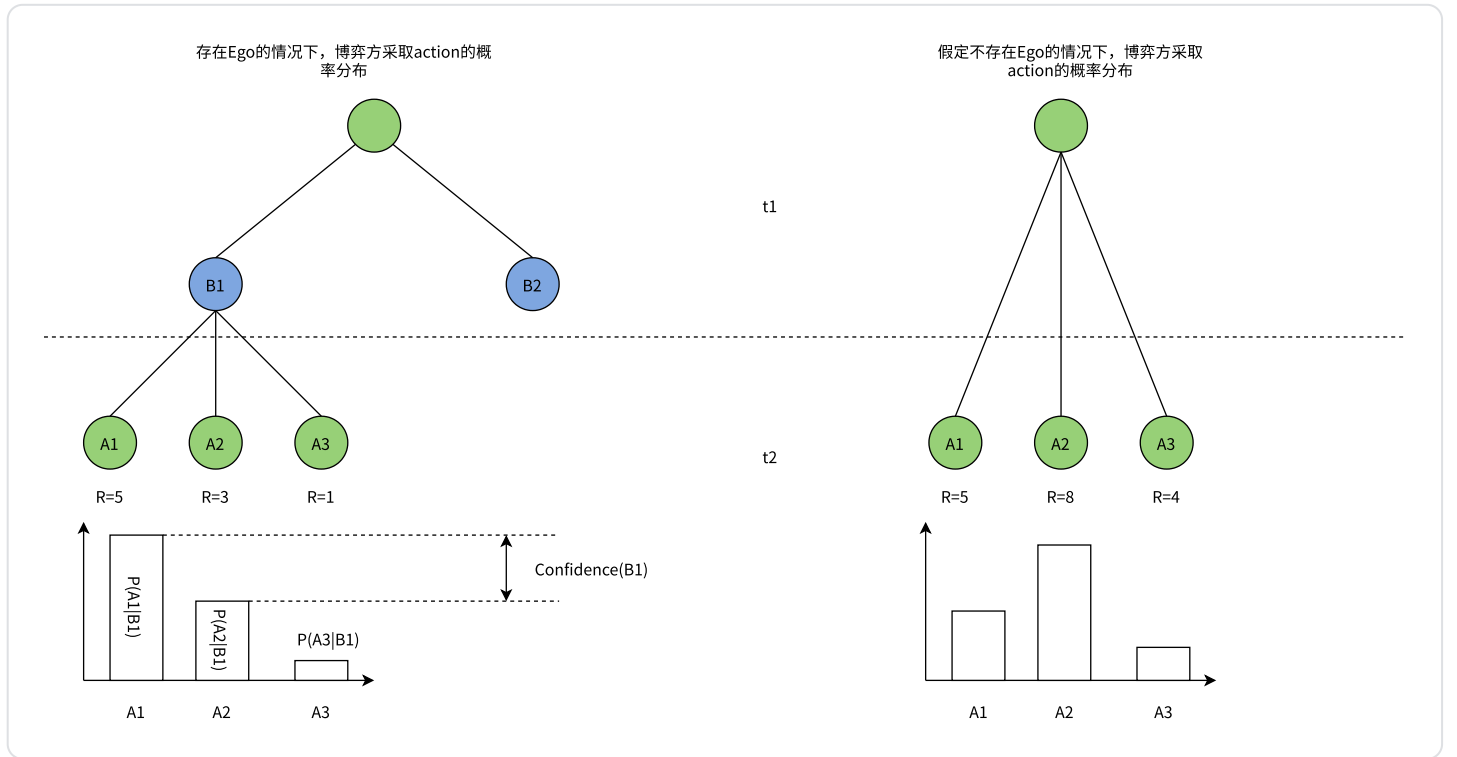 存在Ego的情况下，博弈方采取action的概
率分布
假定不存在Ego的情况下，博弈方采取
action的概率分布
t1
B1
B2
A1
A2
A3
A1
A2
A3
t2
R=5
R=3
R=1
R=5
R=8
R=4
P(A1|B1)
P(A2|B1)
P(A3|B1)
Confidence(B1)
A1
A2
A3
A1
A2
A3